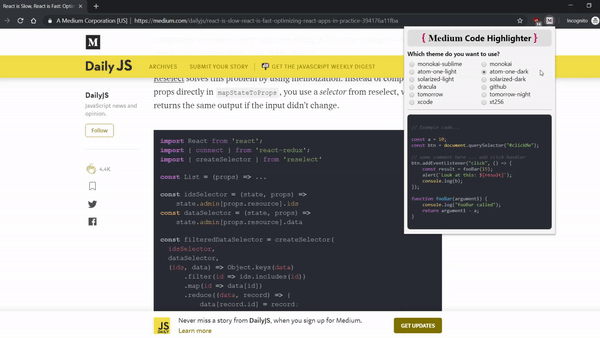 React is Slow, React is Fast: Opti
A Medium Corporation [US]
https://medium.com/dailyjs/react-is-slow-react-is-fast-optimizing-react-apps-in-practice-394176a11fba
Incognito
M
DailyJS
ARCHIVES
SUBMIT YOUR STORY
GET THE JAVASCRIPT WEEKLY DIGEST
DailyJS
JavaScript news and opinion.
Follow
4.4K
Reselect solves this problem by using memoization. Instead of comp
props directly in mapStateToProps, you use a selector from reselect, w
returns the same output if the input didn't change.
import React from 'react';
import { connect } from 'react-redux';
import { createSelector } from 'reselect'
const List = (props) => ...
const idsSelector = (state, props) =>
state.admin[props.resource].ids
const dataSelector = (state, props) =>
state.admin[props.resource].data
const filteredDataSelector = createSelector(
idsSelector,
dataSelector,
(ids, data) => Object.keys(data)
.filter(id => ids.includes(id))
.map(id => data[id])
.reduce((data, record) => {
data[record.id] = record;
{ Medium Code Highlighter }
Which theme do you want to use?
monokai-sublime
monokai
atom-one-light
atom-one-dark
solarized-light
solarized-dark
dracula
github
tomorrow
tomorrow-night
xcode
xt256
// Example code...
const a = 10;
const btn = document.querySelector("#clickMe");
// some comment here ... add click handler
btn.addEventListener("click", () => {
const result = fooBar(15);
alert(`Look at this: ${result}`);
console.log(b);
});
function fooBar(argument1) {
console.log("fooBar called");
return argument1 - a;
}
Never miss a story from DailyJS, when you sign up for Medium.
Learn more
GET UPDATES